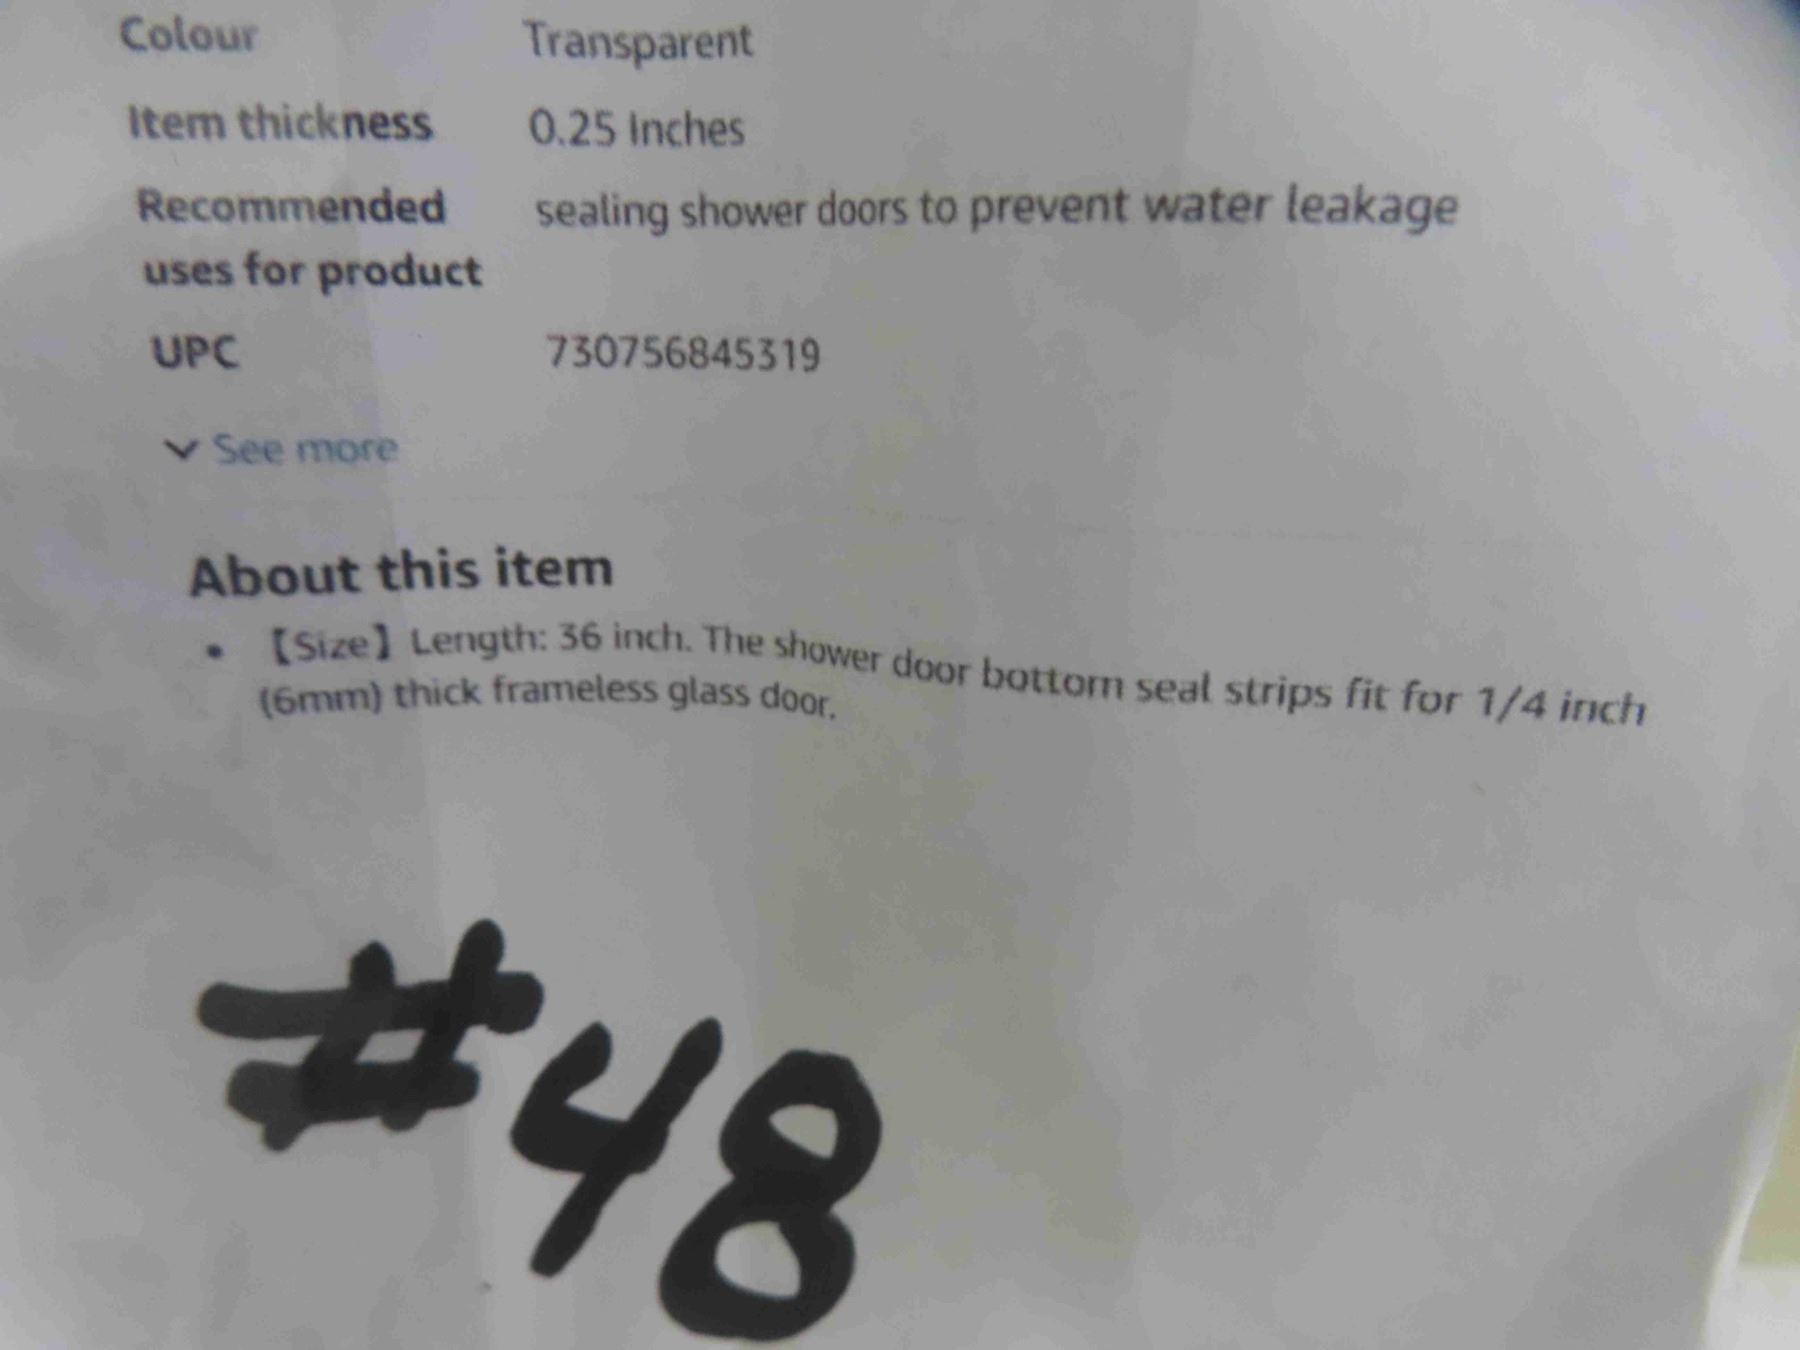 Colour Transparent
Item thickness 0.25 Inches
Recommended sealing shower doors to prevent water leakage
uses for product
UPC 730756845319
See more
About this item
• 【Size】Length: 36 inch. The shower door bottom seal strips fit for 1/4 inch
(6mm) thick frameless glass door.
#48